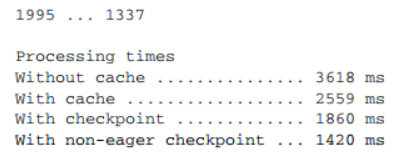 1995 ... 1337
Processing times
Without cache ............... 3618 ms
With cache .................. 2559 ms
With checkpoint ............. 1860 ms
With non-eager checkpoint ... 1420 ms